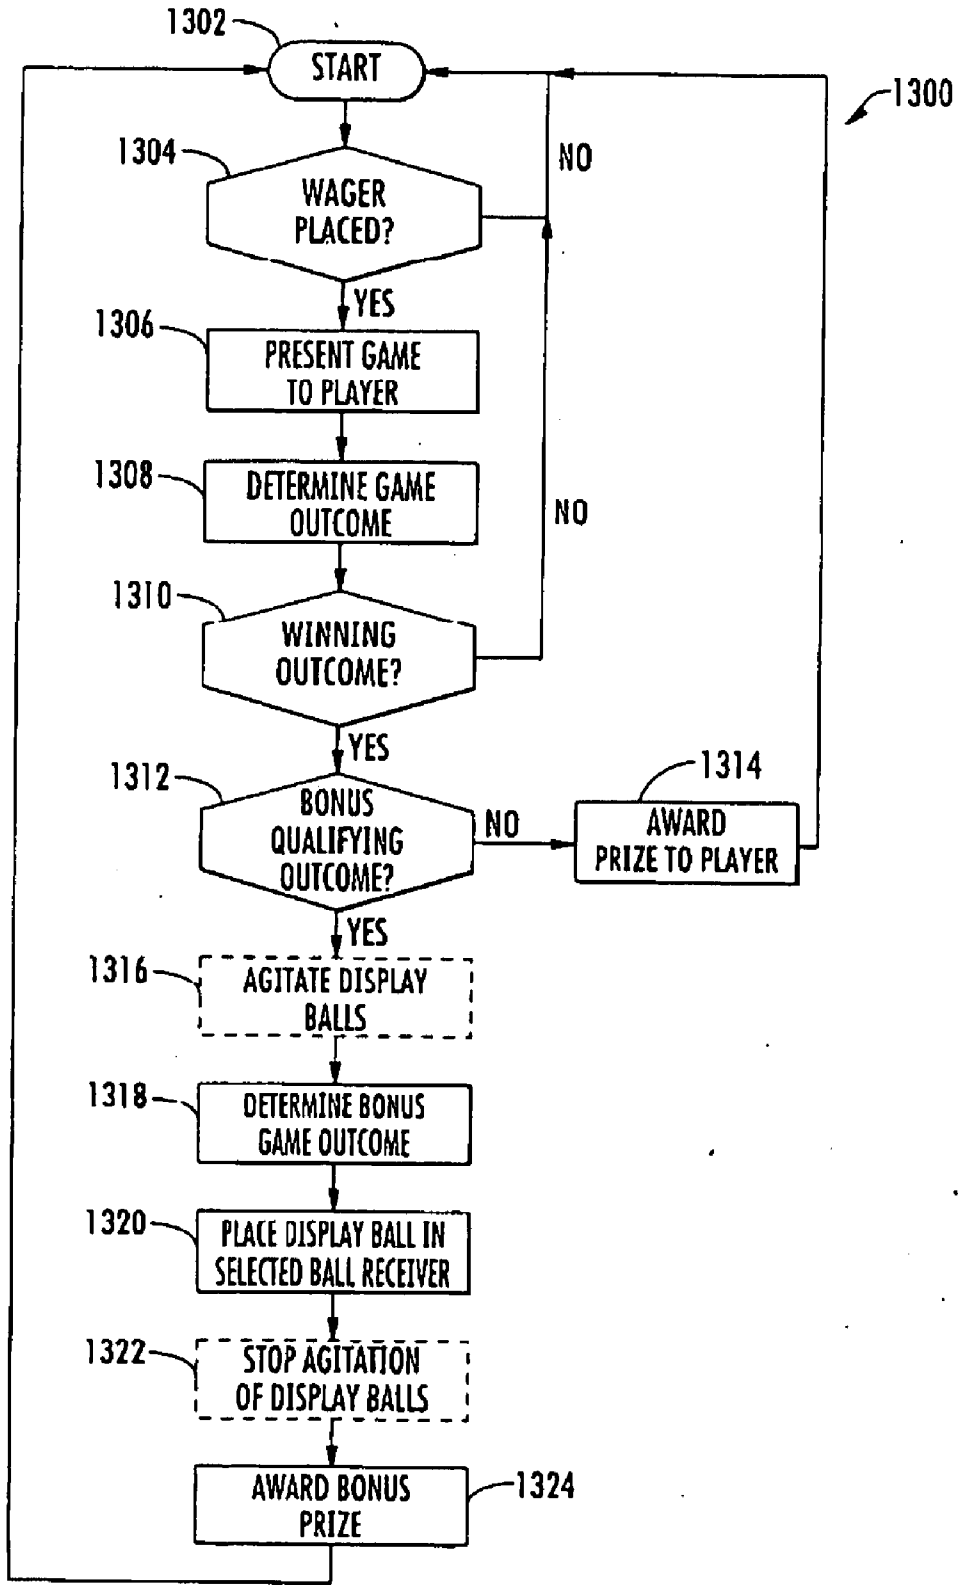 1302
START
1300
1304
WAGER
PLACED?
NO
YES
1306
PRESENT GAME
TO PLAYER
1308
DETERMINE GAME
OUTCOME
NO
1310
WINNING
OUTCOME?
YES
1312
BONUS
QUALIFYING
OUTCOME?
NO
1314
AWARD
PRIZE TO PLAYER
YES
1316
AGITATE DISPLAY
BALLS
1318
DETERMINE BONUS
GAME OUTCOME
1320
PLACE DISPLAY BALL IN
SELECTED BALL RECEIVER
1322
STOP AGITATION
OF DISPLAY BALLS
1324
AWARD BONUS
PRIZE